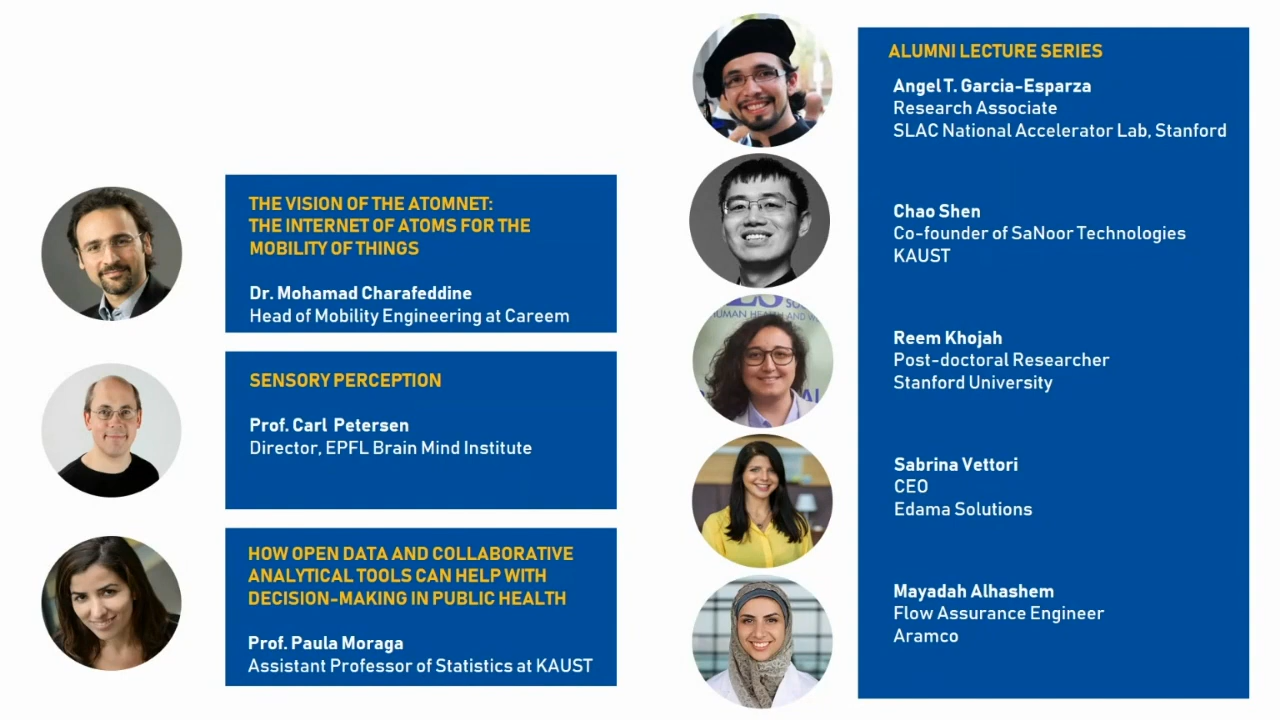 THE VISION OF THE ATOMNET:
THE INTERNET OF ATOMS FOR THE
MOBILITY OF THINGS
Dr. Mohamad Charafeddine
Head of Mobility Engineering at Careem
SENSORY PERCEPTION
Prof. Carl Petersen
Director, EPFL Brain Mind Institute
HOW OPEN DATA AND COLLABORATIVE
ANALYTICAL TOOLS CAN HELP WITH
DECISION-MAKING IN PUBLIC HEALTH
Prof. Paula Moraga
Assistant Professor of Statistics at KAUST
ALUMNI LECTURE SERIES
Angel T. Garcia-Esparza
Research Associate
SLAC National Accelerator Lab, Stanford
Chao Shen
Co-founder of SaNoor Technologies
KAUST
HUMAN HEALTH AND
Reem Khojah
Post-doctoral Researcher
Stanford University
Sabrina Vettori
CEO
Edama Solutions
Mayadah Alhashem
Flow Assurance Engineer
Aramco